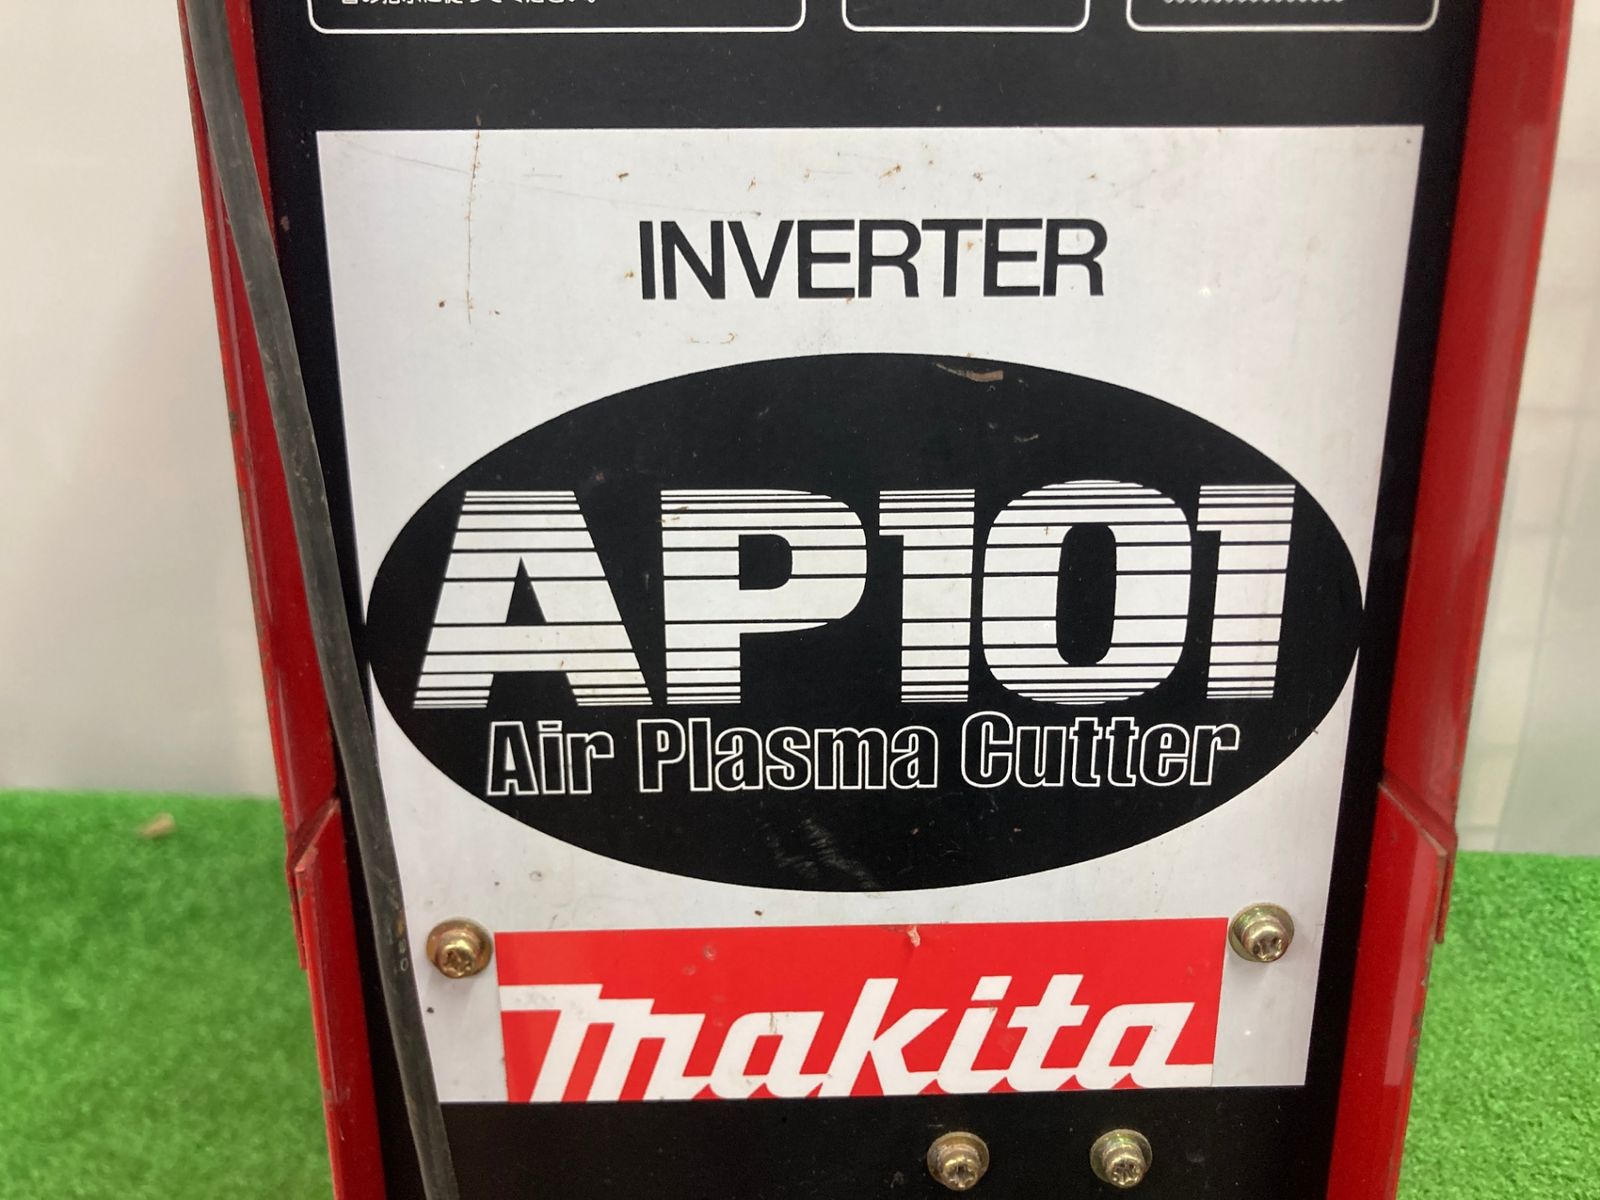 INVERTER
AP101
Air Plasma Cutter
makita